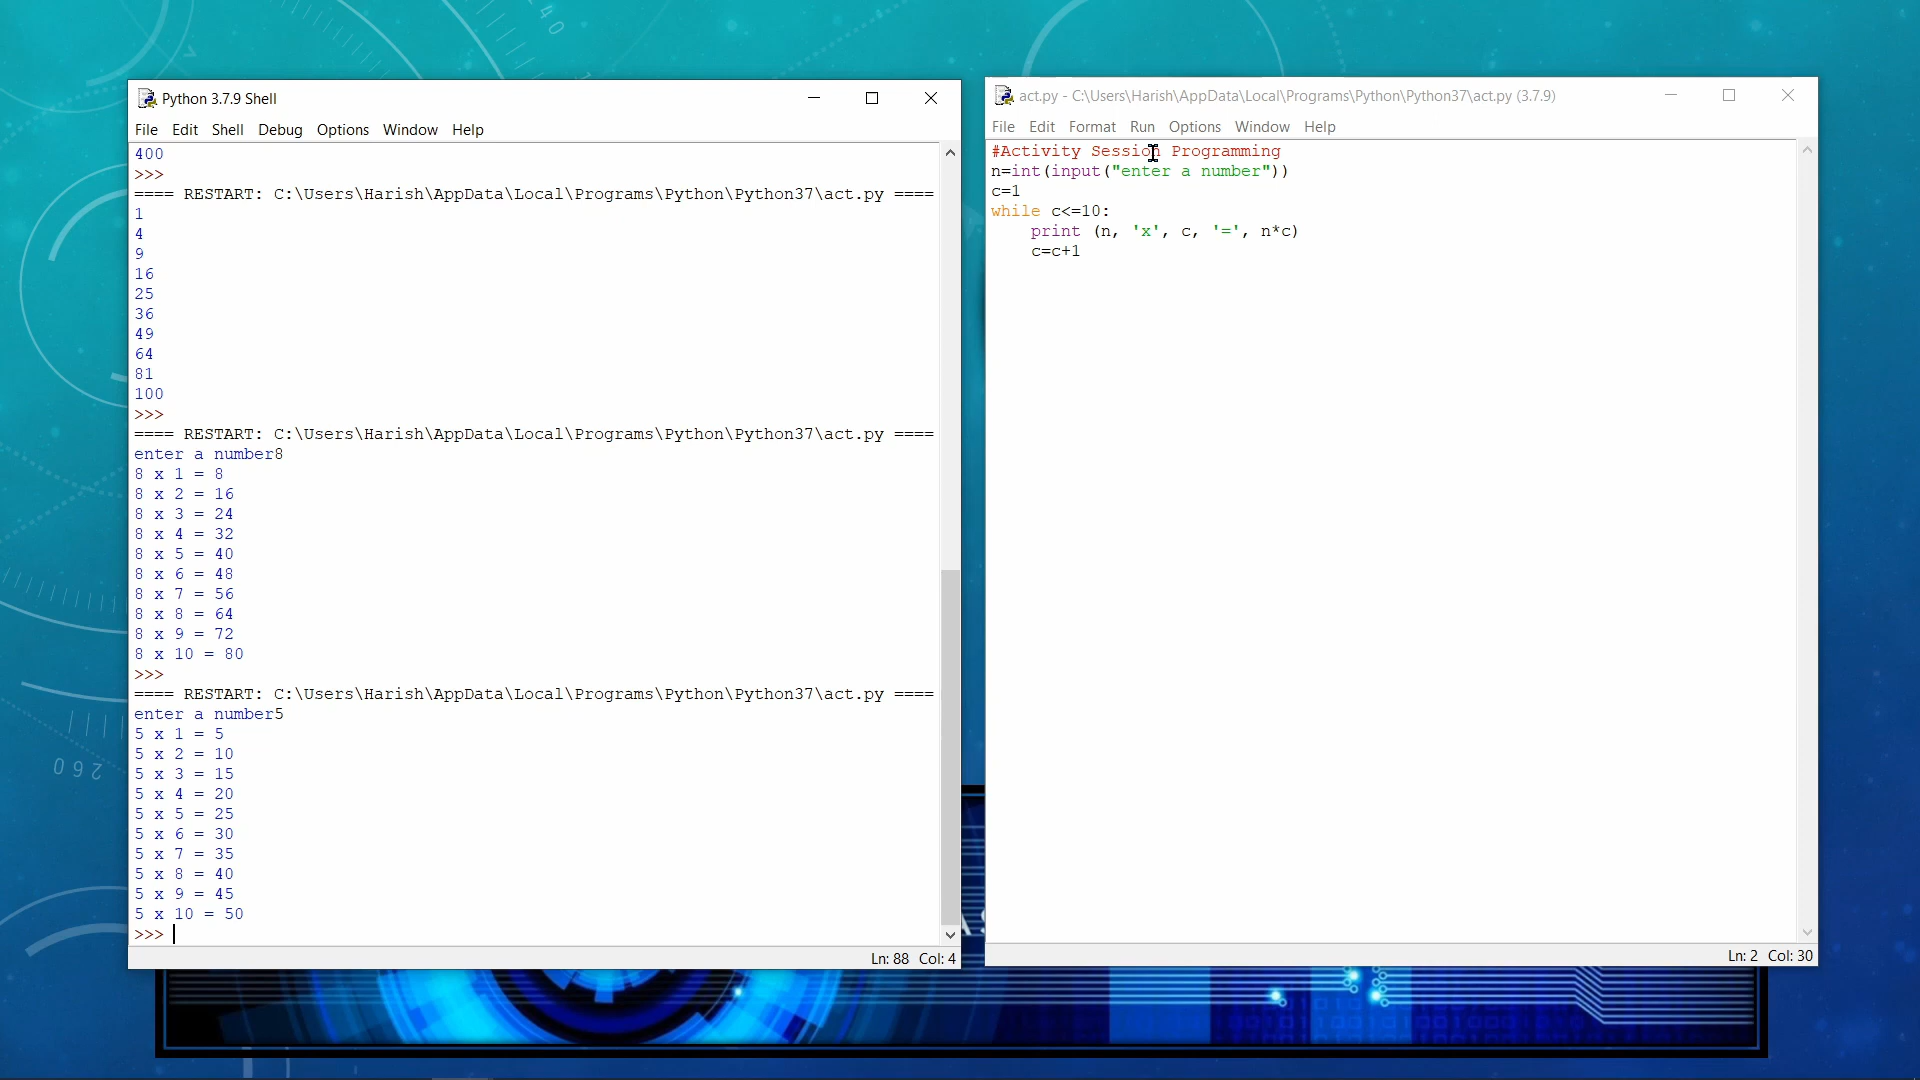 Python 3.7.9 Shell
File Edit Shell Debug Options Window Help
400
>>>
==== RESTART: C:\Users\Harish\AppData\Local\Programs\Python\Python37\act.py ====
1
4
9
16
25
36
49
64
81
100
>>>
==== RESTART: C:\Users\Harish\AppData\Local\Programs\Python\Python37\act.py ====
enter a number8
8 x 1 = 8
8 x 2 = 16
8 x 3 = 24
8 x 4 = 32
8 x 5 = 40
8 x 6 = 48
8 x 7 = 56
8 x 8 = 64
8 x 9 = 72
8 x 10 = 80
>>>
==== RESTART: C:\Users\Harish\AppData\Local\Programs\Python\Python37\act.py ====
enter a number5
5 x 1 = 5
5 x 2 = 10
5 x 3 = 15
5 x 4 = 20
5 x 5 = 25
5 x 6 = 30
5 x 7 = 35
5 x 8 = 40
5 x 9 = 45
5 x 10 = 50
>>>
Ln: 88 Col: 4
act.py - C:\Users\Harish\AppData\Local\Programs\Python\Python37\act.py (3.7.9)
File Edit Format Run Options Window Help
#Activity Session Programming
n=int(input("enter a number"))
c=1
while c<=10:
    print (n, 'x', c, '=', n*c)
    c=c+1
Ln: 2 Col: 30
40
260